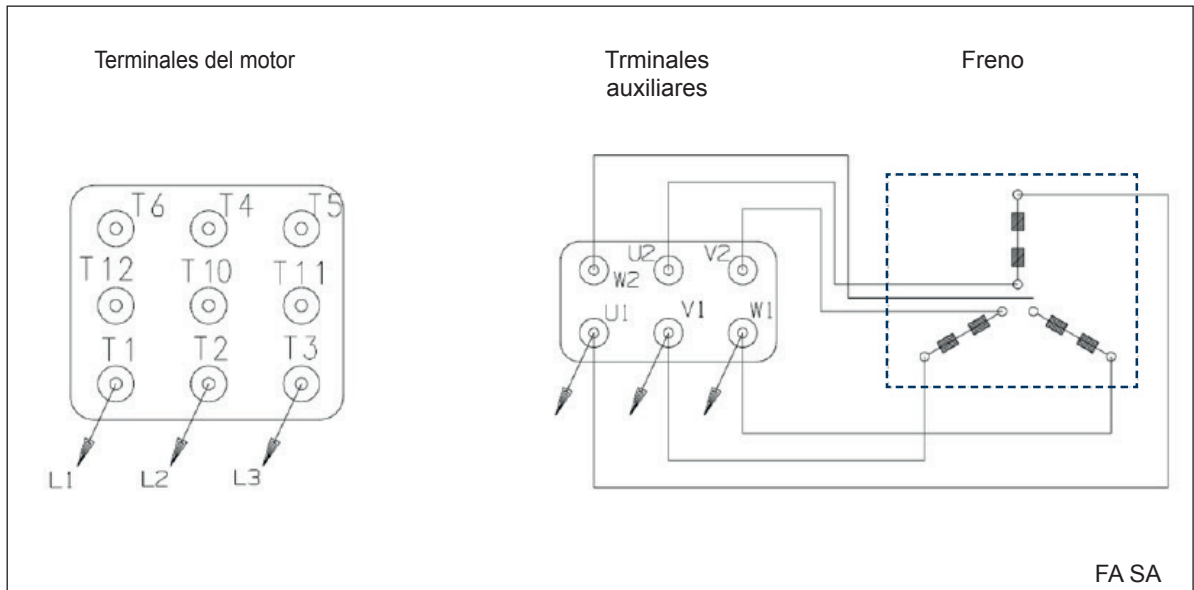 Terminales del motor
Trminales
auxiliares
Freno
T6 T4 T5
T12 T10 T11
T1 T2 T3
L1 L2 L3
U2 V2
W2
U1 V1 W1
FA SA